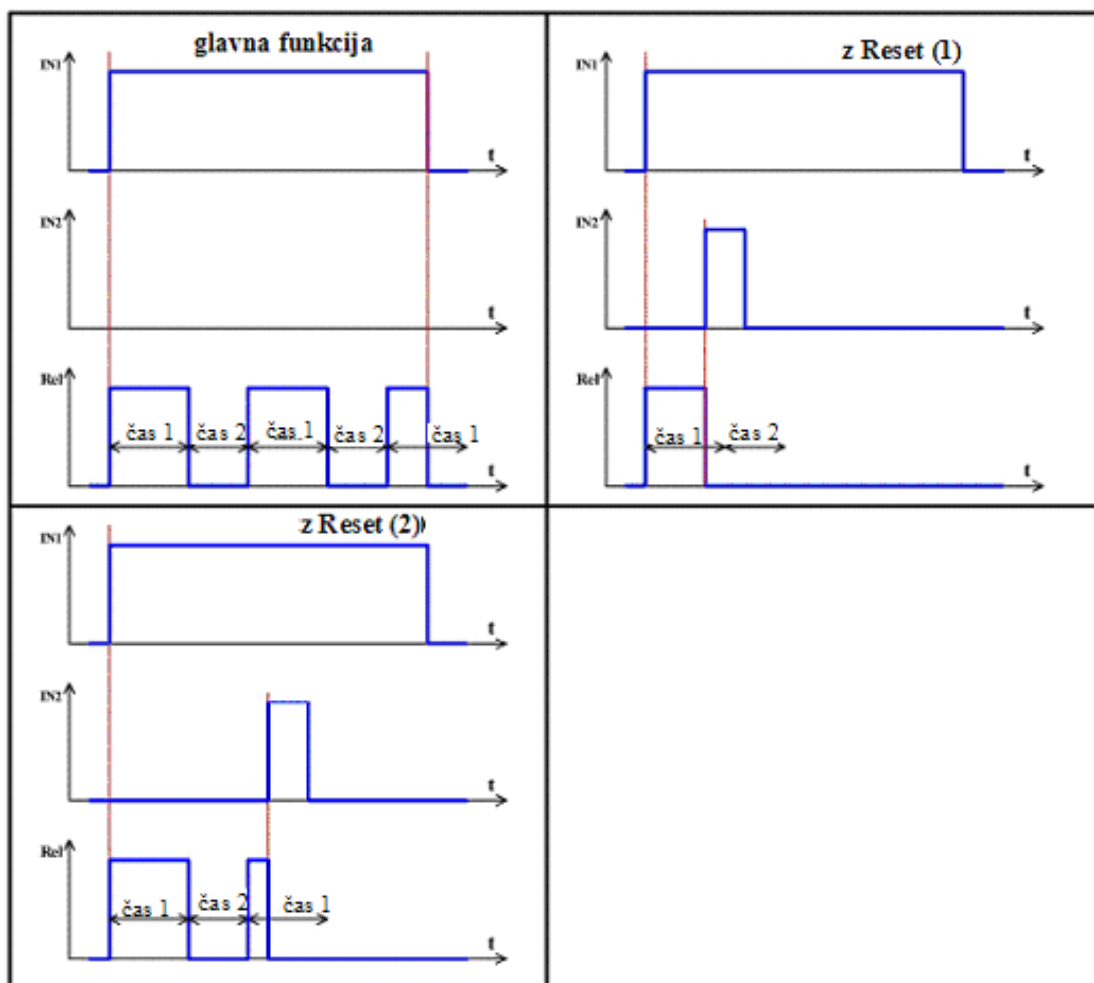 glavna funkcija
IN1
t
IN2
t
Rel
čas 1 čas 2 čas 1 čas 2 čas 1
t
z Reset (1)
IN1
t
IN2
t
Rel
čas 1 čas 2
t
z Reset (2))
IN1
t
IN2
t
Rel
čas 1 čas 2 čas 1
t